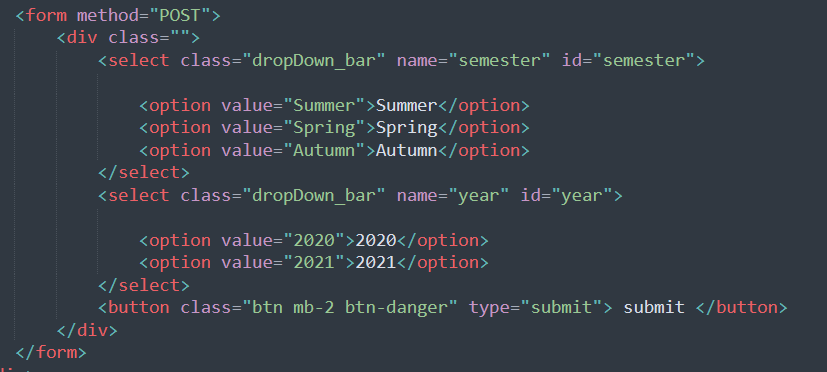 <form method="POST">
<div class="">
<select class="dropDown_bar" name="semester" id="semester">
<option value="Summer">Summer</option>
<option value="Spring">Spring</option>
<option value="Autumn">Autumn</option>
</select>
<select class="dropDown_bar" name="year" id="year">
<option value="2020">2020</option>
<option value="2021">2021</option>
</select>
<button class="btn mb-2 btn-danger" type="submit"> submit </button>
</div>
</form>